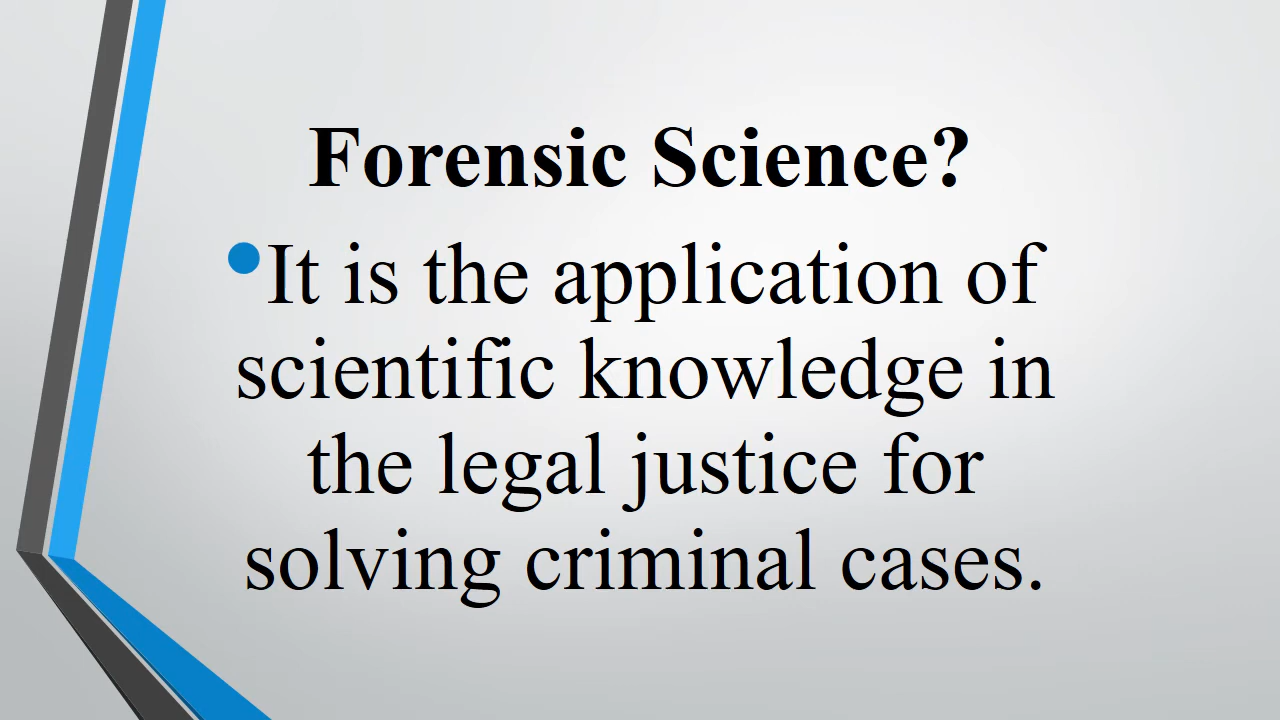 Forensic Science?
•It is the application of
scientific knowledge in
the legal justice for
solving criminal cases.